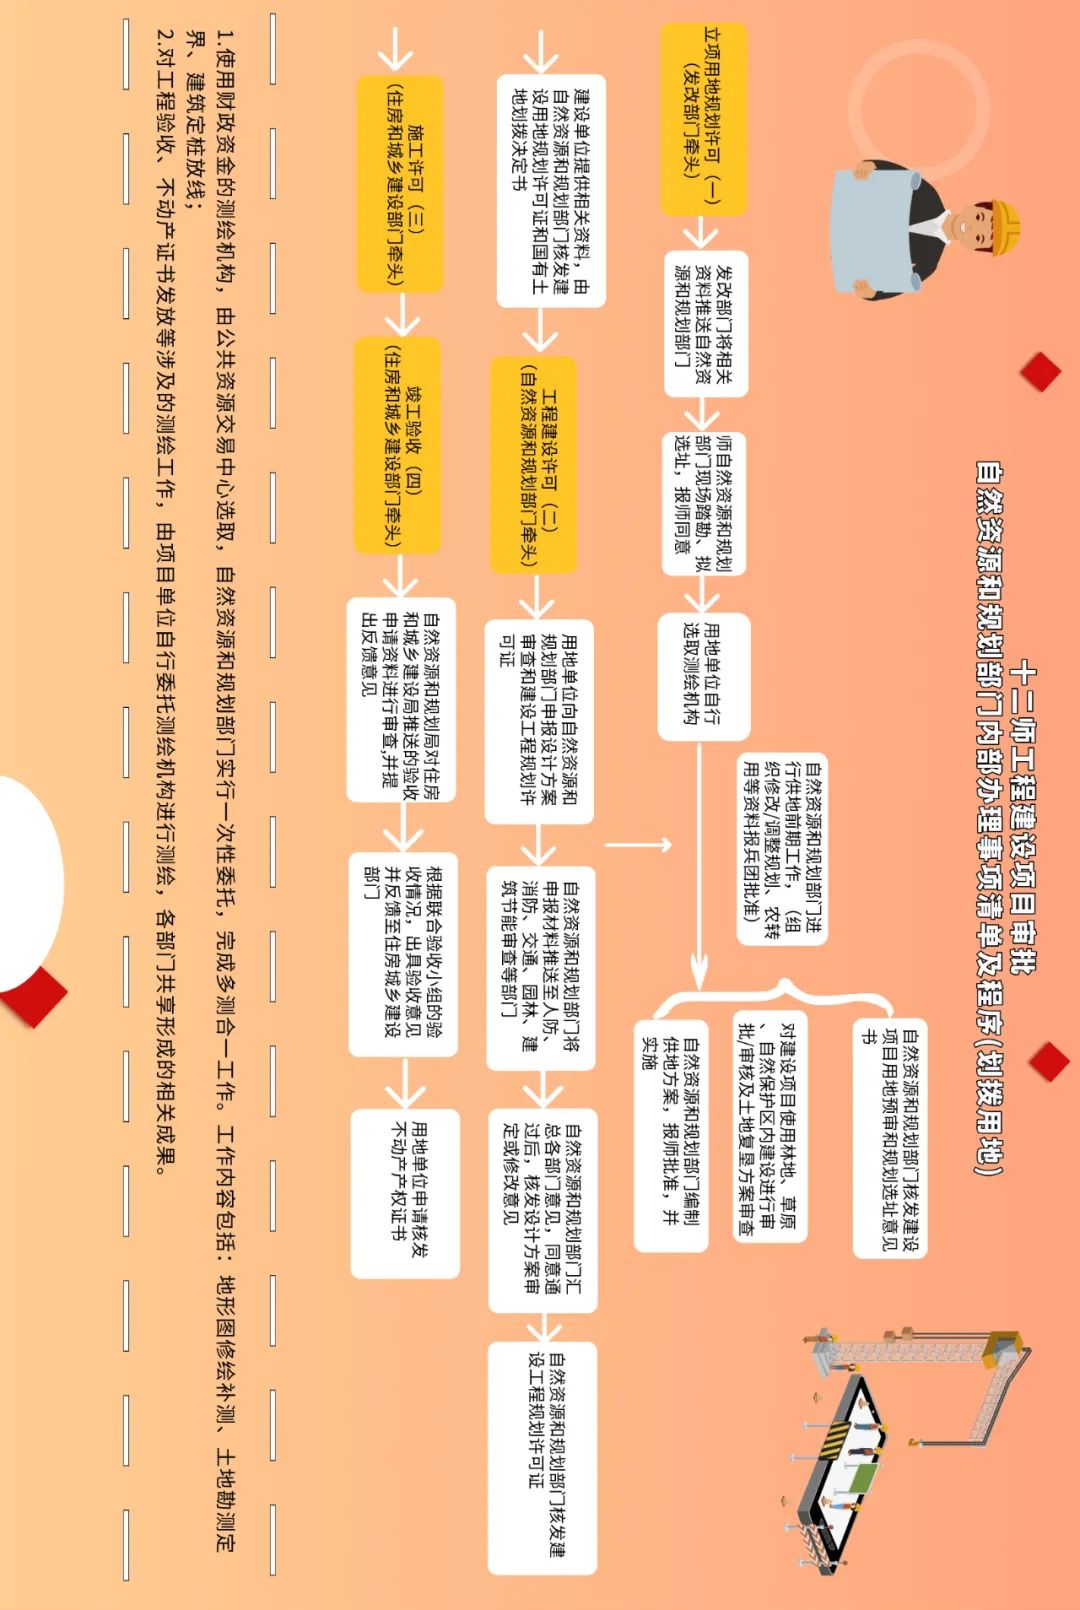 十二师工程建设项目审批
自然资源和规划部门内部办理事项清单及程序(划拨用地)
立项用地规划许可（一）
（发改部门牵头）
发改部门将相关
资料推送自然资
源和规划部门
师自然资源和规划
部门现场踏勘、拟
选址，报师同意
用地单位自行
选取测绘机构
自然资源和规划部门进
行供地前期工作，（组
织修改/调整规划、农转
用等资料报兵团批准）
自然资源和规划部门核发建设
项目用地预审和规划选址意见
书
对建设项目使用林地、草原
、自然保护区内建设进行审
批/审核及土地复垦方案审查
自然资源和规划部门编制
供地方案，报师批准，并
实施
建设单位提供相关资料，由
自然资源和规划部门核发建
设用地规划许可证和国有土
地划拨决定书
工程建设许可（二）
（自然资源和规划部门牵头）
用地单位向自然资源和
规划部门申报设计方案
审查和建设工程规划许
可证
自然资源和规划部门将
申报材料推送至人防、
消防、交通、园林、建
筑节能审查等部门
自然资源和规划部门汇
总各部门意见，同意通
过后，核发设计方案审
定或修改意见
自然资源和规划部门核发建
设工程规划许可证
施工许可（三）
（住房和城乡建设部门牵头）
竣工验收（四）
（住房和城乡建设部门牵头）
自然资源和规划局对住房
和城乡建设局推送的验收
申请资料进行审查,并提
出反馈意见
根据联合验收小组的验
收情况，出具验收意见
并反馈至住房城乡建设
部门
用地单位申请核发
不动产产权证书
1.使用财政资金的测绘机构，由公共资源交易中心选取，自然资源和规划部门实行一次性委托，完成多测合一工作。工作内容包括：地形图修绘补测、土地勘测定
界、建筑定桩放线；
2.对工程验收、不动产证书发放等涉及的测绘工作，由项目单位自行委托测绘机构进行测绘，各部门共享形成的相关成果。